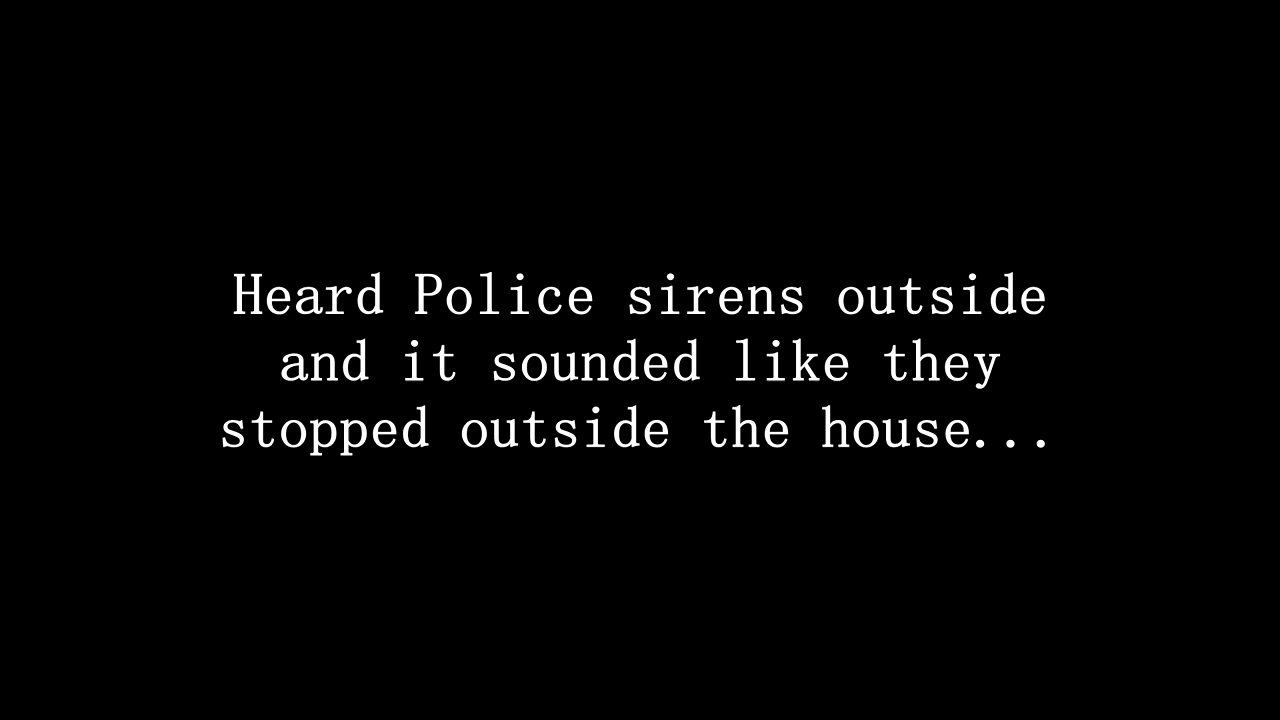 Heard Police sirens outside
and it sounded like they
stopped outside the house...